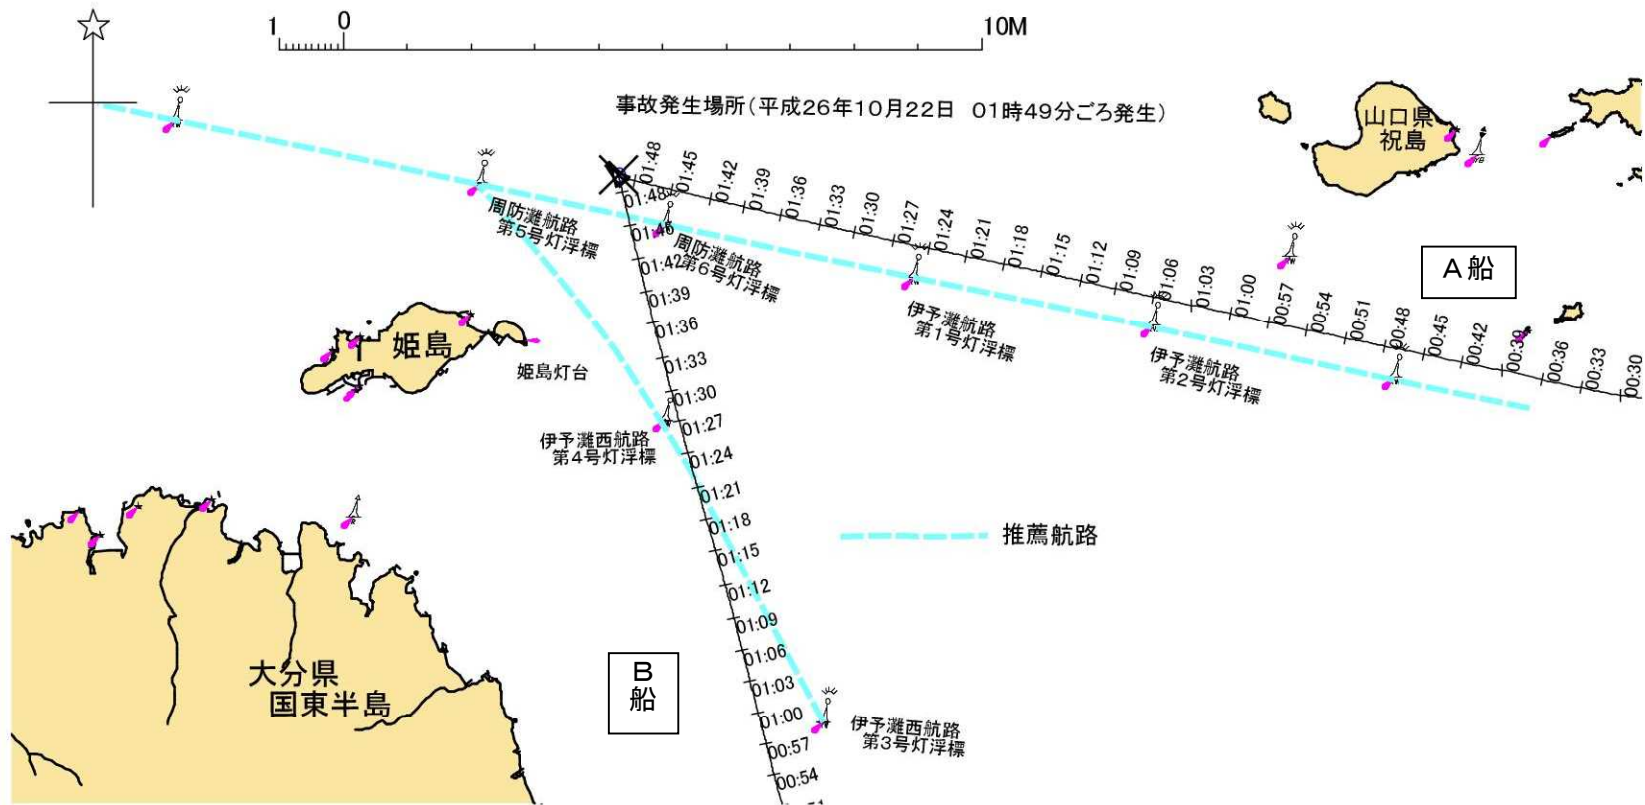 1
0
10M
事故発生場所(平成26年10月22日 01時49分ごろ発生)
山口県
祝島
A船
01:48
01:45
01:42
01:39
01:36
01:33
01:30
01:27
01:24
01:21
01:18
01:15
01:12
01:09
01:06
01:03
01:00
00:57
00:54
00:51
00:48
00:45
00:42
00:39
00:36
00:33
00:30
周防灘航路
第5号灯浮標
周防灘航路
第6号灯浮標
伊予灘航路
第1号灯浮標
伊予灘航路
第2号灯浮標
姫島
姫島灯台
伊予灘西航路
第4号灯浮標
01:48
01:42
01:39
01:36
01:33
01:30
01:27
01:24
01:21
01:18
01:15
01:12
01:09
01:06
01:03
01:00
00:57
00:54
推薦航路
大分県
国東半島
B
船
伊予灘西航路
第3号灯浮標